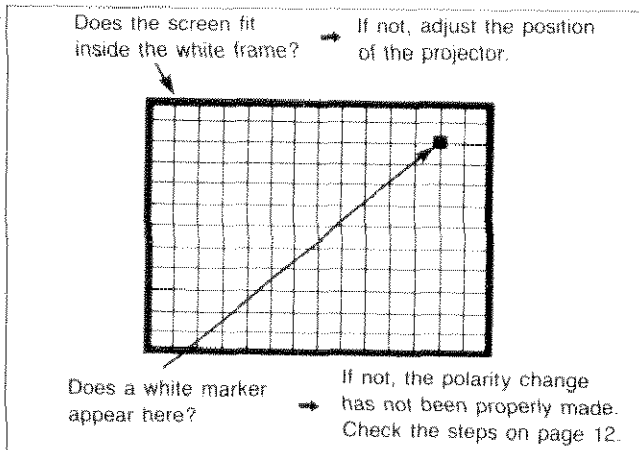 Does the screen fit
inside the white frame?
➡ If not, adjust the position
of the projector.
Does a white marker
appear here?
➡ If not, the polarity change
has not been properly made.
Check the steps on page 12.